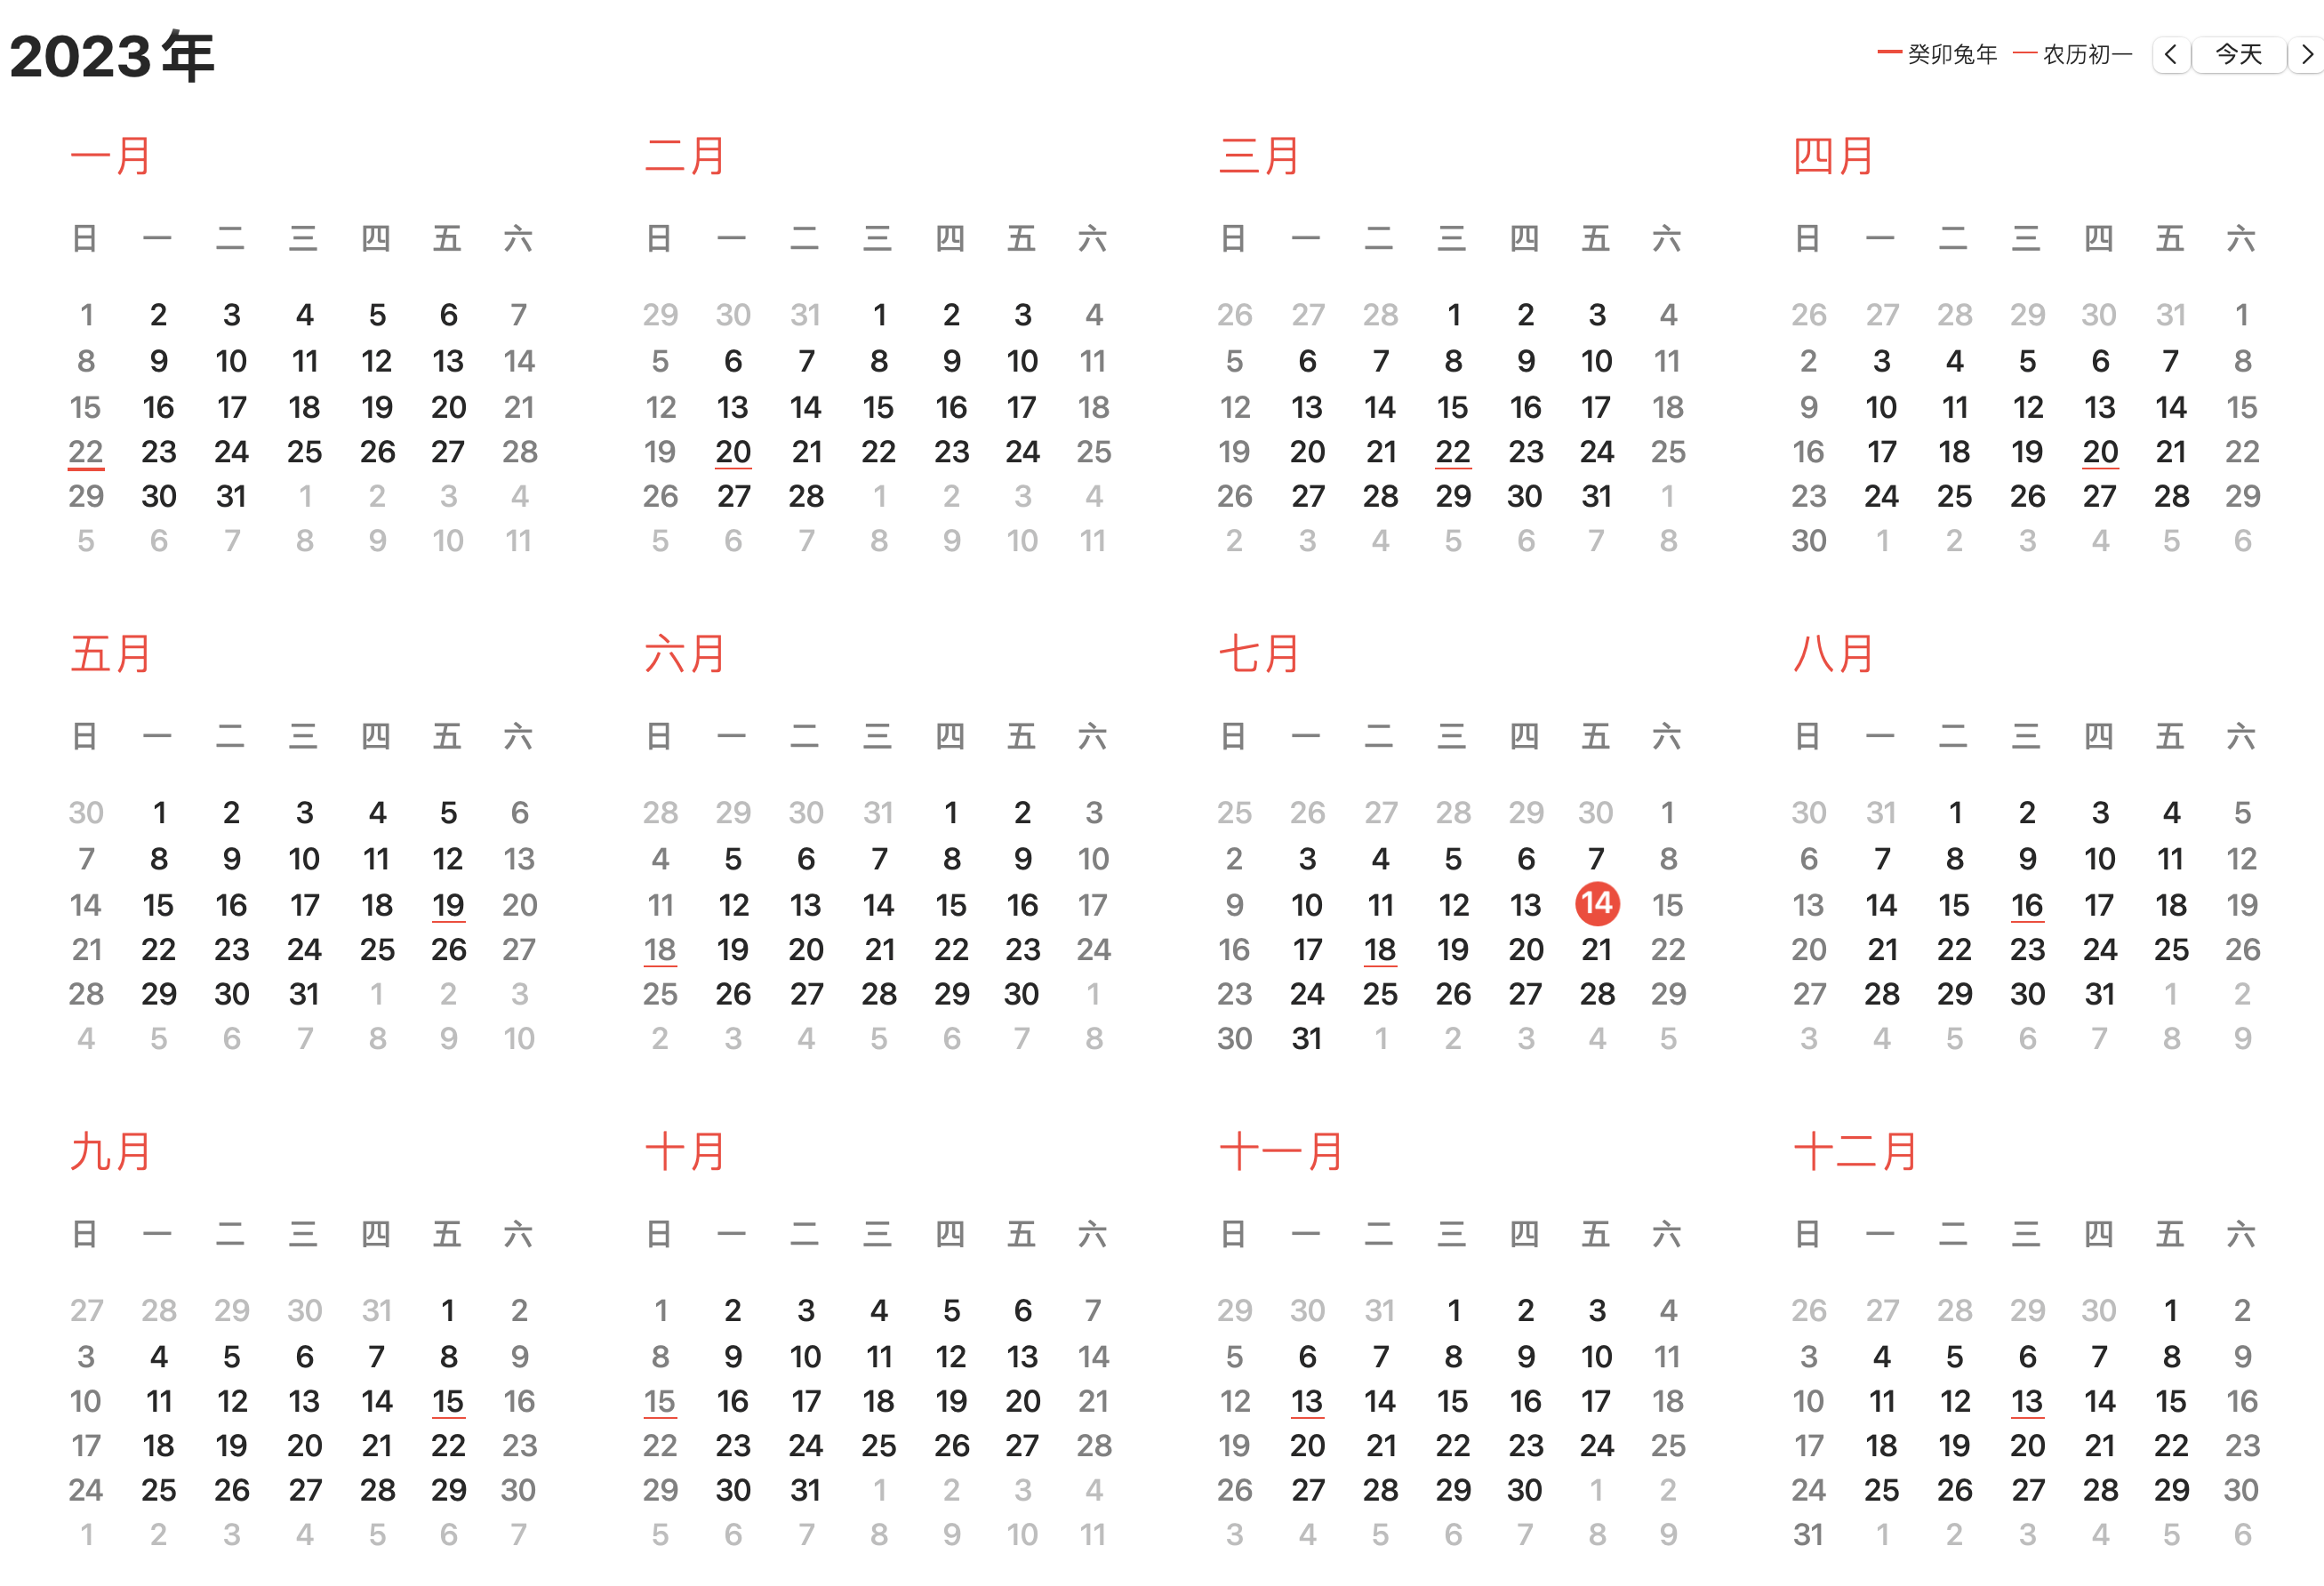 2023年
癸卯兔年 农历初一 < 今天 >
一月 二月 三月 四月
日 一 二 三 四 五 六 日 一 二 三 四 五 六 日 一 二 三 四 五 六 日 一 二 三 四 五 六
1 2 3 4 5 6 7 29 30 31 1 2 3 4 26 27 28 1 2 3 4 26 27 28 29 30 31 1
8 9 10 11 12 13 14 5 6 7 8 9 10 11 5 6 7 8 9 10 11 2 3 4 5 6 7 8
15 16 17 18 19 20 21 12 13 14 15 16 17 18 12 13 14 15 16 17 18 9 10 11 12 13 14 15
22 23 24 25 26 27 28 19 20 21 22 23 24 25 19 20 21 22 23 24 25 16 17 18 19 20 21 22
29 30 31 1 2 3 4 26 27 28 1 2 3 4 26 27 28 29 30 31 1 23 24 25 26 27 28 29
5 6 7 8 9 10 11 5 6 7 8 9 10 11 2 3 4 5 6 7 8 30 1 2 3 4 5 6
五月 六月 七月 八月
日 一 二 三 四 五 六 日 一 二 三 四 五 六 日 一 二 三 四 五 六 日 一 二 三 四 五 六
30 1 2 3 4 5 6 28 29 30 31 1 2 3 25 26 27 28 29 30 1 30 31 1 2 3 4 5
7 8 9 10 11 12 13 4 5 6 7 8 9 10 2 3 4 5 6 7 8 6 7 8 9 10 11 12
14 15 16 17 18 19 20 11 12 13 14 15 16 17 9 10 11 12 13 14 15 13 14 15 16 17 18 19
21 22 23 24 25 26 27 18 19 20 21 22 23 24 16 17 18 19 20 21 22 20 21 22 23 24 25 26
28 29 30 31 1 2 3 25 26 27 28 29 30 1 23 24 25 26 27 28 29 27 28 29 30 31 1 2
4 5 6 7 8 9 10 2 3 4 5 6 7 8 30 31 1 2 3 4 5 3 4 5 6 7 8 9
九月 十月 十一月 十二月
日 一 二 三 四 五 六 日 一 二 三 四 五 六 日 一 二 三 四 五 六 日 一 二 三 四 五 六
27 28 29 30 31 1 2 1 2 3 4 5 6 7 29 30 31 1 2 3 4 26 27 28 29 30 1 2
3 4 5 6 7 8 9 8 9 10 11 12 13 14 5 6 7 8 9 10 11 3 4 5 6 7 8 9
10 11 12 13 14 15 16 15 16 17 18 19 20 21 12 13 14 15 16 17 18 10 11 12 13 14 15 16
17 18 19 20 21 22 23 22 23 24 25 26 27 28 19 20 21 22 23 24 25 17 18 19 20 21 22 23
24 25 26 27 28 29 30 29 30 31 1 2 3 4 26 27 28 29 30 1 2 24 25 26 27 28 29 30
1 2 3 4 5 6 7 5 6 7 8 9 10 11 3 4 5 6 7 8 9 31 1 2 3 4 5 6